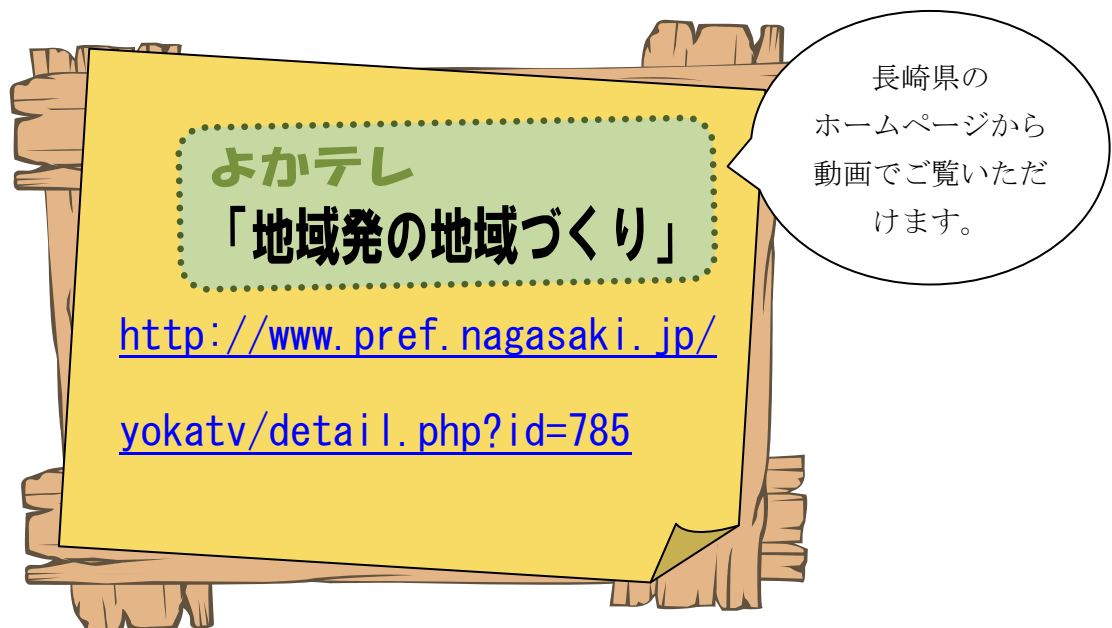 よかテレ
「地域発の地域づくり」
http://www.pref.nagasaki.jp/
yokatv/detail.php?id=785
長崎県の
ホームページから
動画でご覧いただ
けます。